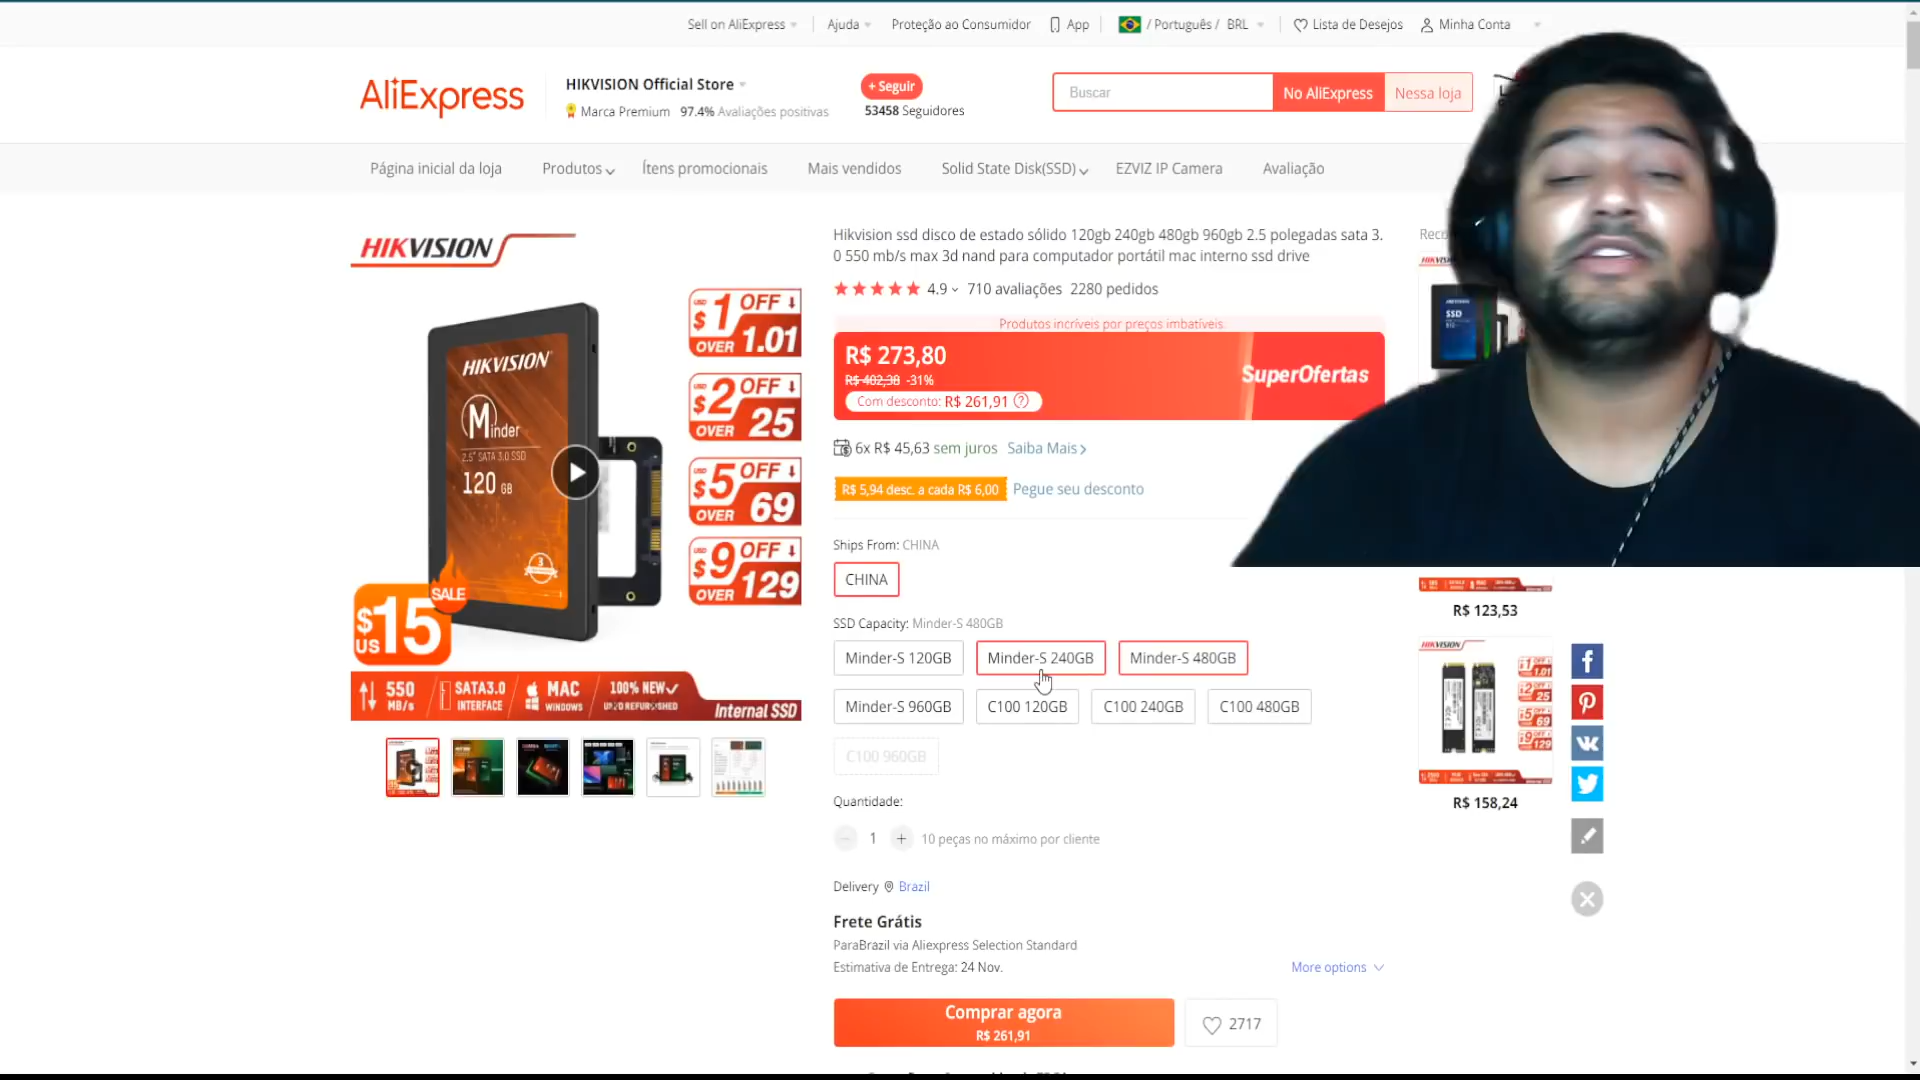 Sell on AliExpress
Ajuda
Proteção ao Consumidor
App
/ Português / BRL
Lista de Desejos
Minha Conta
AliExpress
HIKVISION Official Store
Marca Premium 97.4% Avaliações positivas
+ Seguir
53458 Seguidores
Buscar
No AliExpress
Nessa loja
Página inicial da loja
Produtos
Ítens promocionais
Mais vendidos
Solid State Disk(SSD)
EZVIZ IP Camera
Avaliação
HIKVISION
USD $1 OFF
OVER 1.01
USD $2 OFF
OVER 25
USD $5 OFF
OVER 69
USD $9 OFF
OVER 129
HIKVISION
Minder
2.5" SATA 3.0 SSD
120 GB
3
SALE
US $15
550 MB/s
SATA3.0 INTERFACE
MAC WINDOWS
100% NEW
Internal SSD
Hikvision ssd disco de estado sólido 120gb 240gb 480gb 960gb 2.5 polegadas sata 3.
0 550 mb/s max 3d nand para computador portátil mac interno ssd drive
4.9 710 avaliações 2280 pedidos
Produtos incríveis por preços imbatíveis
R$ 273,80
R$ 402,38 -31%
Com desconto: R$ 261,91
SuperOfertas
6x R$ 45,63 sem juros Saiba Mais
R$ 5,94 desc. a cada R$ 6,00 Pegue seu desconto
Ships From: CHINA
CHINA
SSD Capacity: Minder-S 480GB
Minder-S 120GB
Minder-S 240GB
Minder-S 480GB
Minder-S 960GB
C100 120GB
C100 240GB
C100 480GB
C100 960GB
Quantidade:
1
10 peças no máximo por cliente
Delivery Brazil
Frete Grátis
ParaBrazil via Aliexpress Selection Standard
Estimativa de Entrega: 24 Nov.
More options
Comprar agora
R$ 261,91
2717
SSD
R$ 123,53
HIKVISION
R$ 158,24